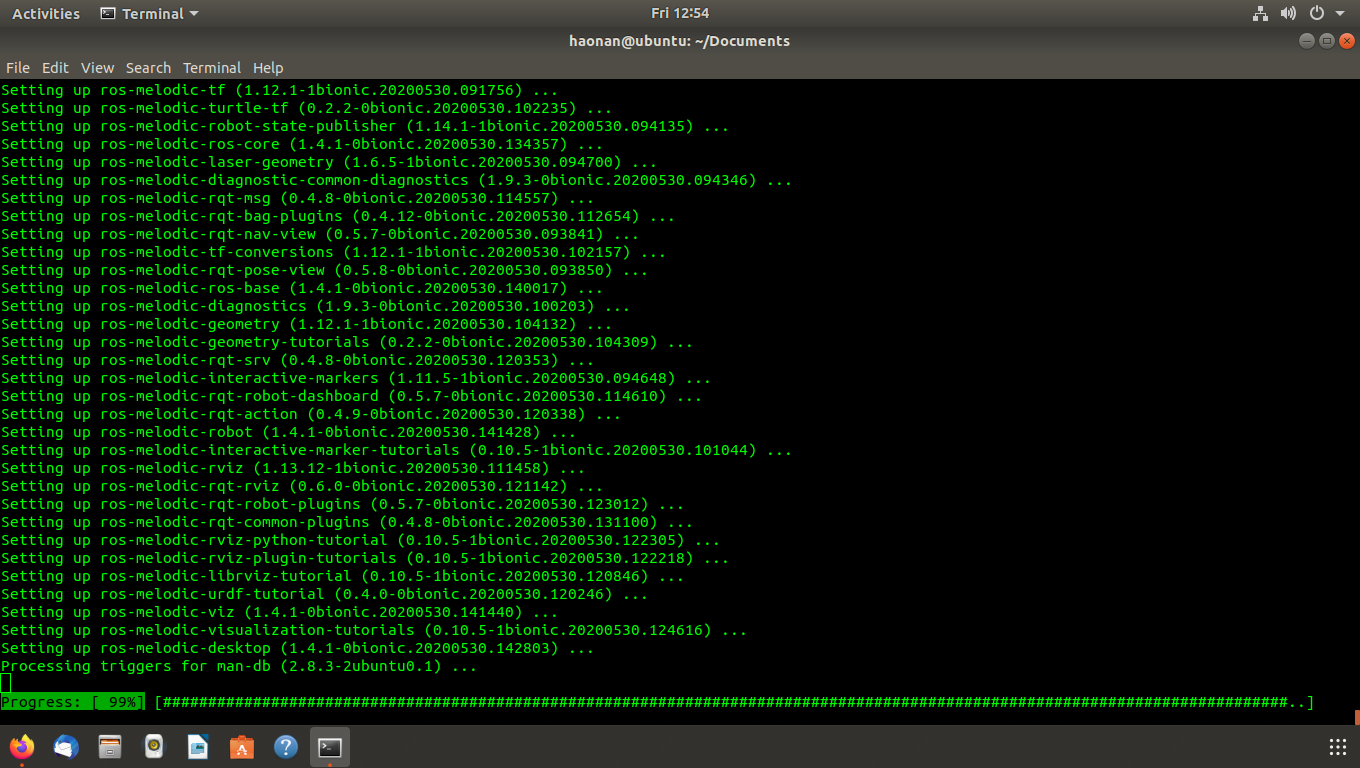 Activities Terminal Fri 12:54
haonan@ubuntu: ~/Documents
File Edit View Search Terminal Help
Setting up ros-melodic-tf (1.12.1-1bionic.20200530.091756) ...
Setting up ros-melodic-turtle-tf (0.2.2-0bionic.20200530.102235) ...
Setting up ros-melodic-robot-state-publisher (1.14.1-1bionic.20200530.094135) ...
Setting up ros-melodic-ros-core (1.4.1-0bionic.20200530.134357) ...
Setting up ros-melodic-laser-geometry (1.6.5-1bionic.20200530.094700) ...
Setting up ros-melodic-diagnostic-common-diagnostics (1.9.3-0bionic.20200530.094346) ...
Setting up ros-melodic-rqt-msg (0.4.8-0bionic.20200530.114557) ...
Setting up ros-melodic-rqt-bag-plugins (0.4.12-0bionic.20200530.112654) ...
Setting up ros-melodic-rqt-nav-view (0.5.7-0bionic.20200530.093841) ...
Setting up ros-melodic-tf-conversions (1.12.1-1bionic.20200530.102157) ...
Setting up ros-melodic-rqt-pose-view (0.5.8-0bionic.20200530.093850) ...
Setting up ros-melodic-ros-base (1.4.1-0bionic.20200530.140017) ...
Setting up ros-melodic-diagnostics (1.9.3-0bionic.20200530.100203) ...
Setting up ros-melodic-geometry (1.12.1-1bionic.20200530.104132) ...
Setting up ros-melodic-geometry-tutorials (0.2.2-0bionic.20200530.104309) ...
Setting up ros-melodic-rqt-srv (0.4.8-0bionic.20200530.120353) ...
Setting up ros-melodic-interactive-markers (1.11.5-1bionic.20200530.094648) ...
Setting up ros-melodic-rqt-robot-dashboard (0.5.7-0bionic.20200530.114610) ...
Setting up ros-melodic-rqt-action (0.4.9-0bionic.20200530.120338) ...
Setting up ros-melodic-robot (1.4.1-0bionic.20200530.141428) ...
Setting up ros-melodic-interactive-marker-tutorials (0.10.5-1bionic.20200530.101044) ...
Setting up ros-melodic-rviz (1.13.12-1bionic.20200530.111458) ...
Setting up ros-melodic-rqt-rviz (0.6.0-0bionic.20200530.121142) ...
Setting up ros-melodic-rqt-robot-plugins (0.5.7-0bionic.20200530.123012) ...
Setting up ros-melodic-rqt-common-plugins (0.4.8-0bionic.20200530.131100) ...
Setting up ros-melodic-rviz-python-tutorial (0.10.5-1bionic.20200530.122305) ...
Setting up ros-melodic-rviz-plugin-tutorials (0.10.5-1bionic.20200530.122218) ...
Setting up ros-melodic-librviz-tutorial (0.10.5-1bionic.20200530.120846) ...
Setting up ros-melodic-urdf-tutorial (0.4.0-0bionic.20200530.120246) ...
Setting up ros-melodic-viz (1.4.1-0bionic.20200530.141440) ...
Setting up ros-melodic-visualization-tutorials (0.10.5-1bionic.20200530.124616) ...
Setting up ros-melodic-desktop (1.4.1-0bionic.20200530.142803) ...
Processing triggers for man-db (2.8.3-2ubuntu0.1) ...
Progress: [ 99%] [#############################################################################################################################..]